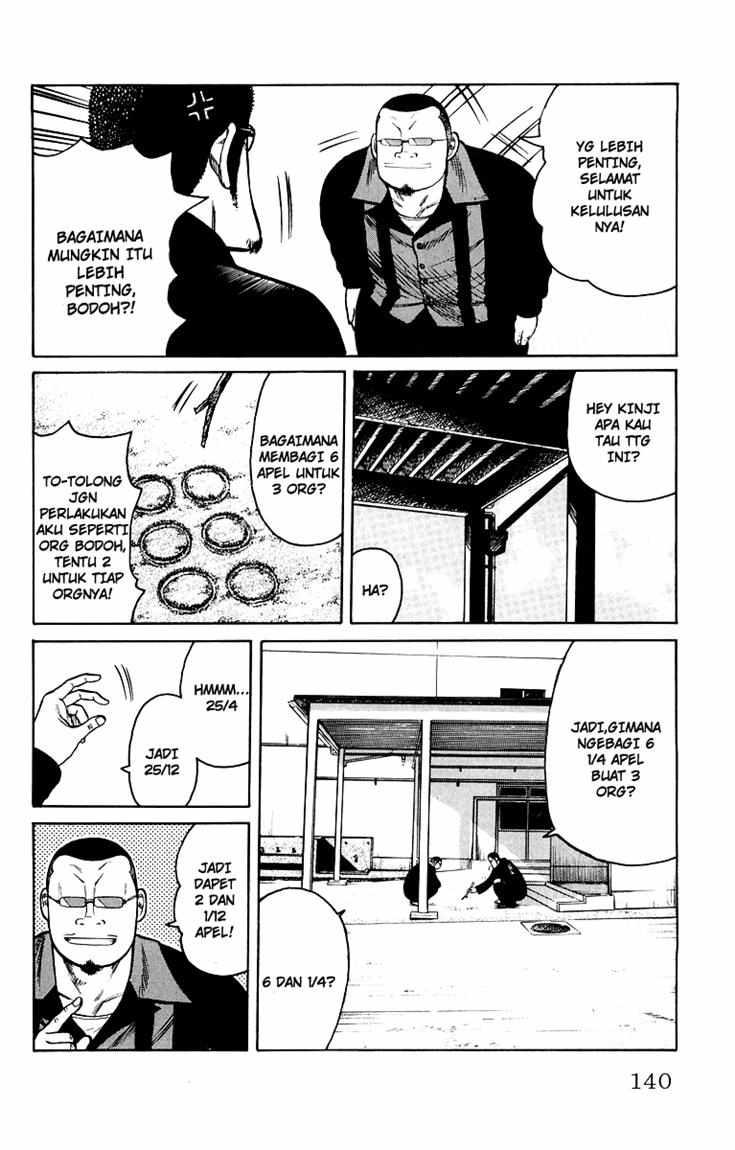 YG LEBIH
PENTING,
SELAMAT
UNTUK
KELULUSAN
NYA!
BAGAIMANA
MUNGKIN ITU
LEBIH
PENTING,
BODOH?!
HEY KINJI
APA KAU
TAU TTG
INI?
HA?
BAGAIMANA
MEMBAGI 6
APEL UNTUK
3 ORG?
TO-TOLONG
JGN
PERLAKUKAN
AKU SEPERTI
ORG BODOH,
TENTU 2
UNTUK TIAP
ORGNYA!
JADI,GIMANA
NGEBAGI 6
1/4 APEL
BUAT 3
ORG?
6 DAN 1/4?
HMMM...
25/4
JADI
25/12
JADI
DAPET
2 DAN
1/12
APEL!
140